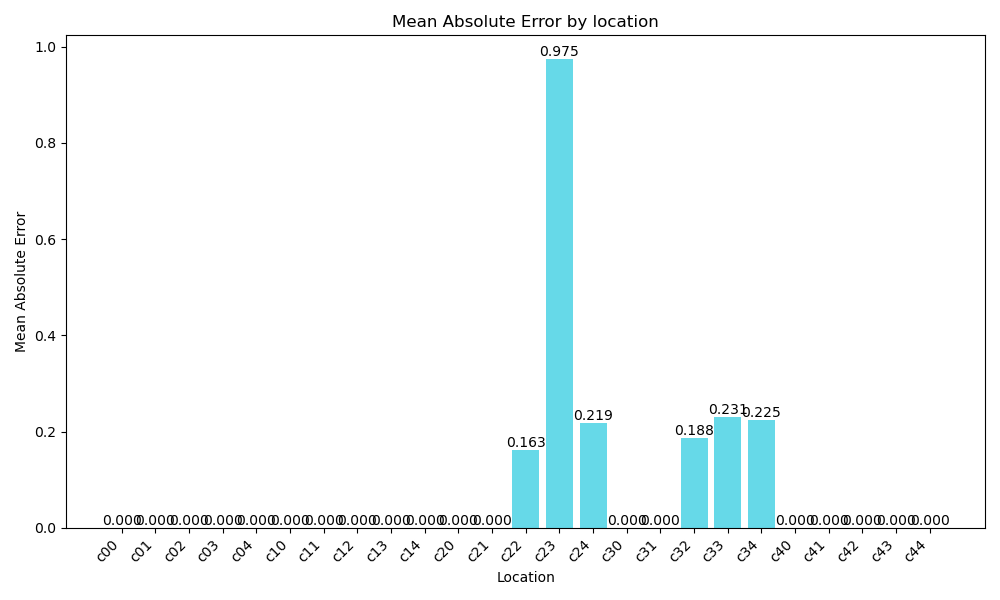 Mean Absolute Error by location
1.0
0.8
0.6
0.4
0.2
0.0
Mean Absolute Error
0.000 0.000 0.000 0.000 0.000 0.000 0.000 0.000 0.000 0.000 0.000 0.000 0.163 0.975 0.219 0.000 0.000 0.188 0.231 0.225 0.000 0.000 0.000 0.000 0.000
c00 c01 c02 c03 c04 c10 c11 c12 c13 c14 c20 c21 c22 c23 c24 c30 c31 c32 c33 c34 c40 c41 c42 c43 c44
Location